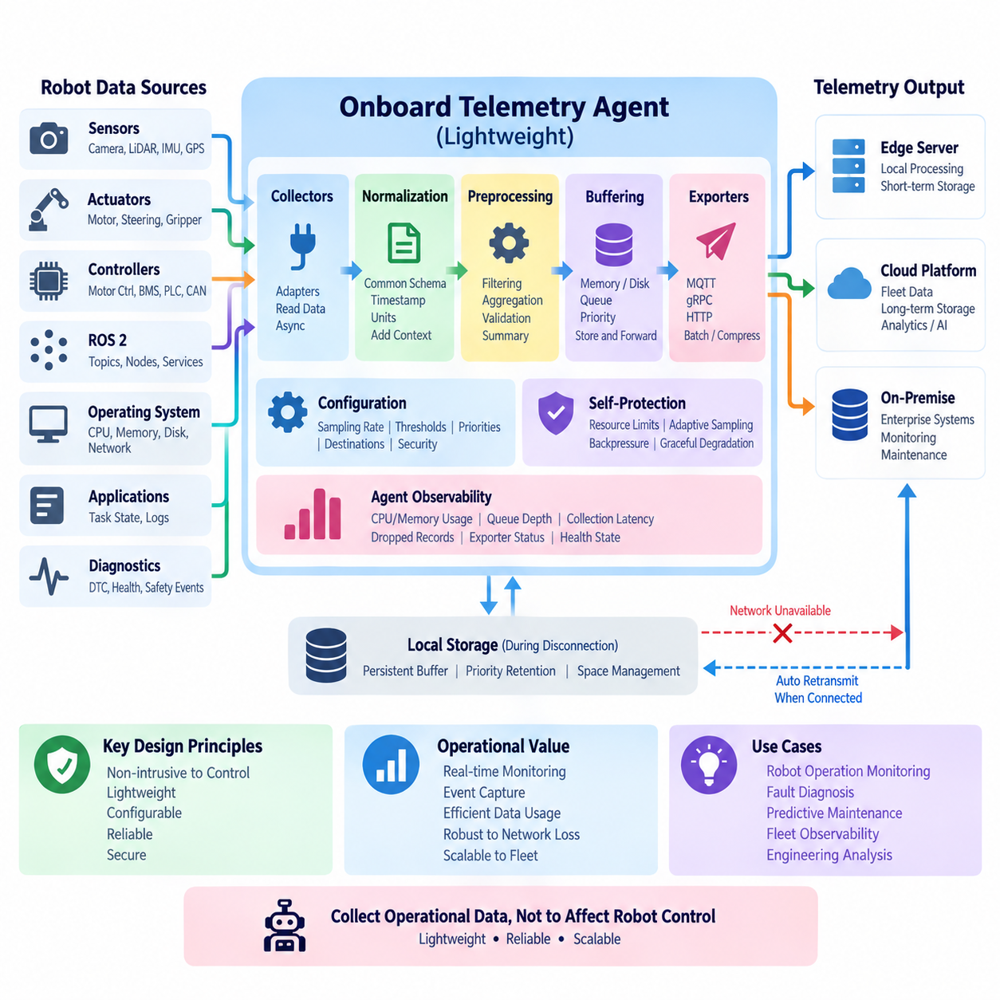 Robot Data Sources
Sensors
Camera, LiDAR, IMU, GPS
Actuators
Motor, Steering, Gripper
Controllers
Motor Ctrl, BMS, PLC, CAN
ROS 2
Topics, Nodes, Services
Operating System
CPU, Memory, Disk,
Network
Applications
Task State, Logs
Diagnostics
DTC, Health, Safety Events
Onboard Telemetry Agent
(Lightweight)
Collectors
Adapters
Read Data
Async
Normalization
Common Schema
Timestamp
Units
Add Context
Preprocessing
Filtering
Aggregation
Validation
Summary
Buffering
Memory / Disk
Queue
Priority
Store and Forward
Exporters
MQTT
gRPC
HTTP
Batch / Compress
Configuration
Sampling Rate | Thresholds | Priorities
| Destinations | Security
Self-Protection
Resource Limits | Adaptive Sampling
Backpressure | Graceful Degradation
Agent Observability
CPU/Memory Usage | Queue Depth | Collection Latency
Dropped Records | Exporter Status | Health State
Telemetry Output
Edge Server
Local Processing
Short-term Storage
Cloud Platform
Fleet Data
Long-term Storage
Analytics / AI
On-Premise
Enterprise Systems
Monitoring
Maintenance
Local Storage (During Disconnection)
Persistent Buffer | Priority Retention | Space Management
Network Unavailable
Auto Retransmit
When Connected
Key Design Principles
Non-intrusive to Control
Lightweight
Configurable
Reliable
Secure
Operational Value
Real-time Monitoring
Event Capture
Efficient Data Usage
Robust to Network Loss
Scalable to Fleet
Use Cases
Robot Operation Monitoring
Fault Diagnosis
Predictive Maintenance
Fleet Observability
Engineering Analysis
Collect Operational Data, Not to Affect Robot Control
Lightweight • Reliable • Scalable